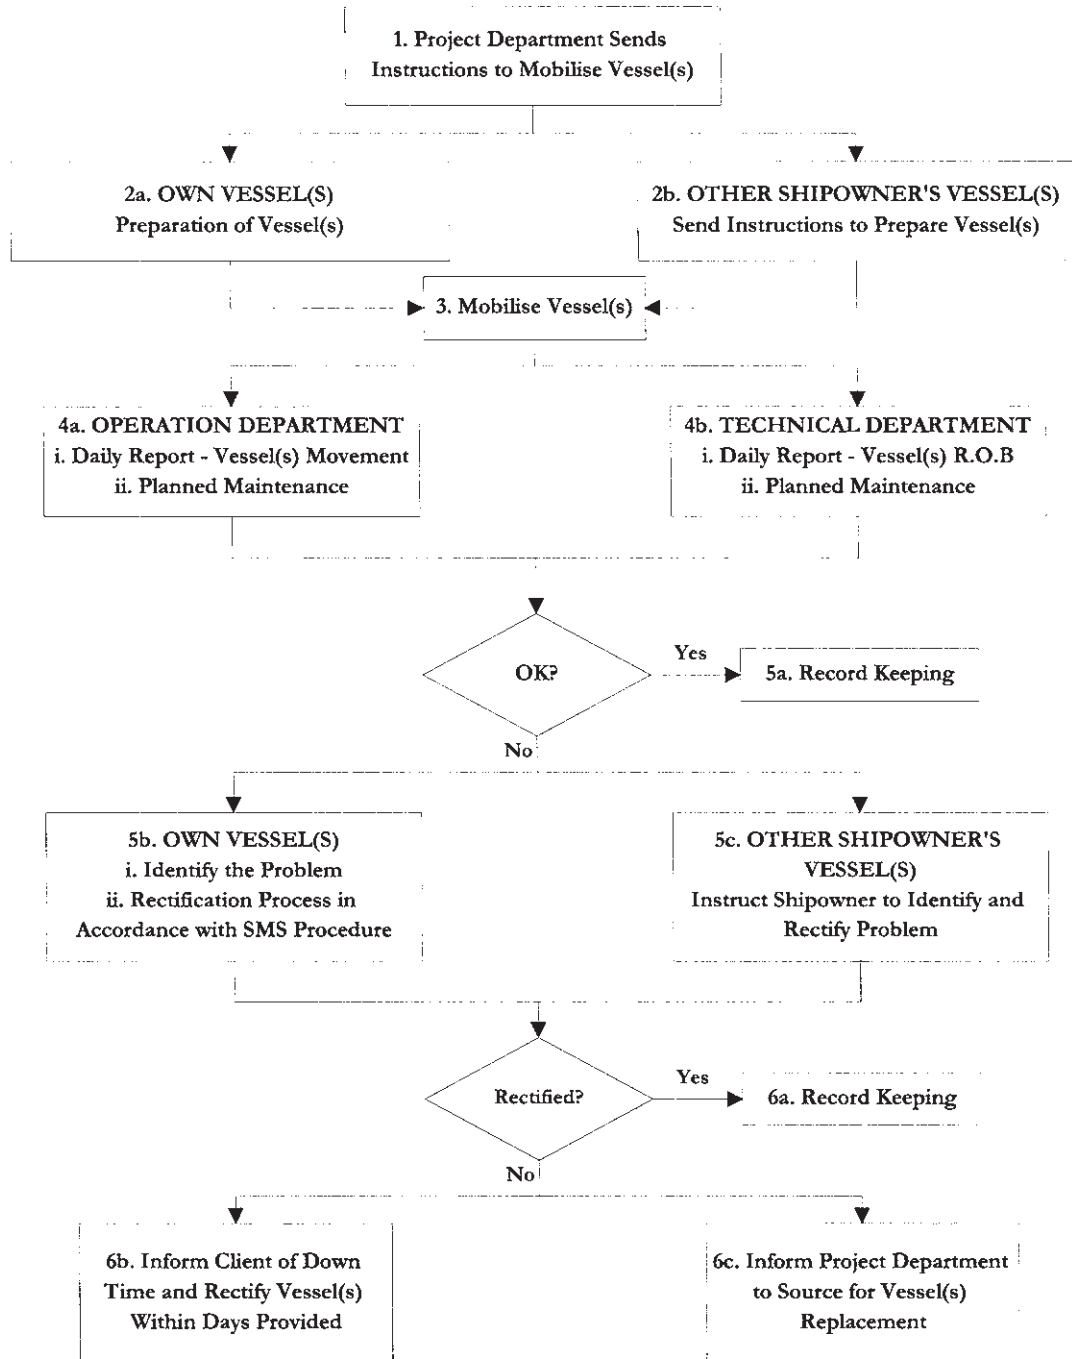 1. Project Department Sends
Instructions to Mobilise Vessel(s)
2a. OWN VESSEL(S)
Preparation of Vessel(s)
2b. OTHER SHIPOWNER'S VESSEL(S)
Send Instructions to Prepare Vessel(s)
3. Mobilise Vessel(s)
4a. OPERATION DEPARTMENT
i. Daily Report - Vessel(s) Movement
ii. Planned Maintenance
4b. TECHNICAL DEPARTMENT
i. Daily Report - Vessel(s) R.O.B
ii. Planned Maintenance
OK?
Yes
5a. Record Keeping
No
5b. OWN VESSEL(S)
i. Identify the Problem
ii. Rectification Process in
Accordance with SMS Procedure
5c. OTHER SHIPOWNER'S
VESSEL(S)
Instruct Shipowner to Identify and
Rectify Problem
Rectified?
Yes
6a. Record Keeping
No
6b. Inform Client of Down
Time and Rectify Vessel(s)
Within Days Provided
6c. Inform Project Department
to Source for Vessel(s)
Replacement